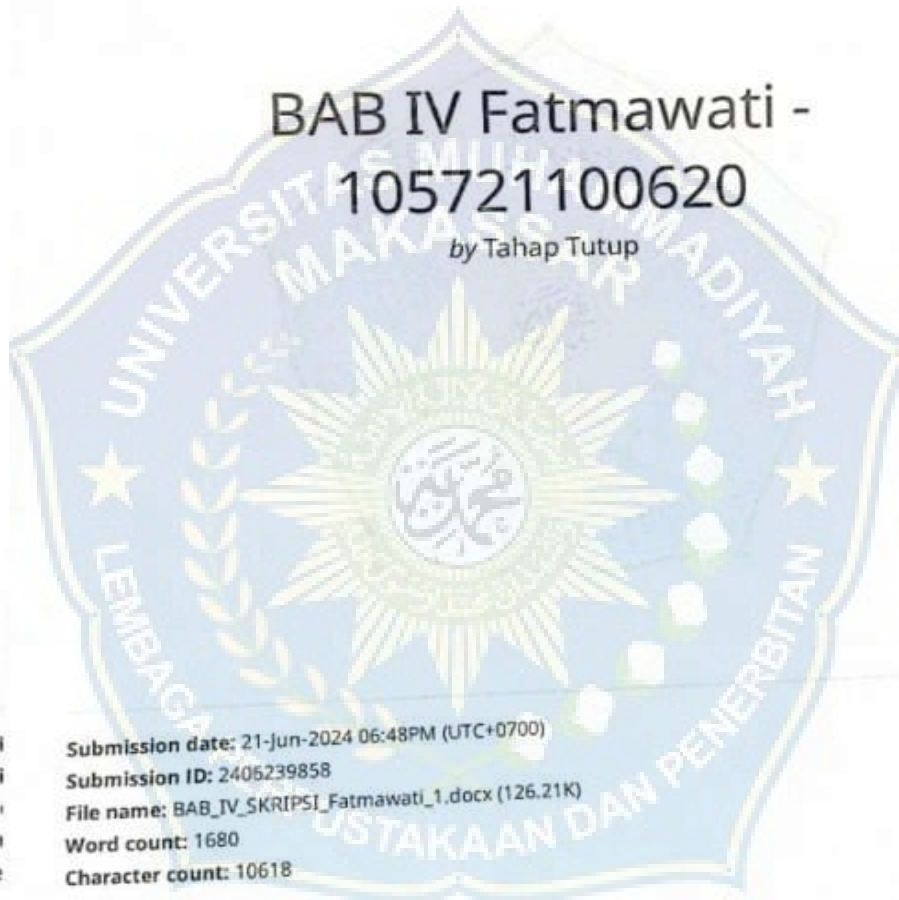 BAB IV Fatmawati -
105721100620
by Tahap Tutup
UNIVERSITAS MUHAMMADIYAH
MAKASSAR
محمد
LEMBAGA PERPUSTAKAAN DAN PENERBITAN
Submission date: 21-Jun-2024 06:48PM (UTC+0700)
Submission ID: 2406239858
File name: BAB_IV_SKRIPSI_Fatmawati_1.docx (126.21K)
Word count: 1680
Character count: 10618